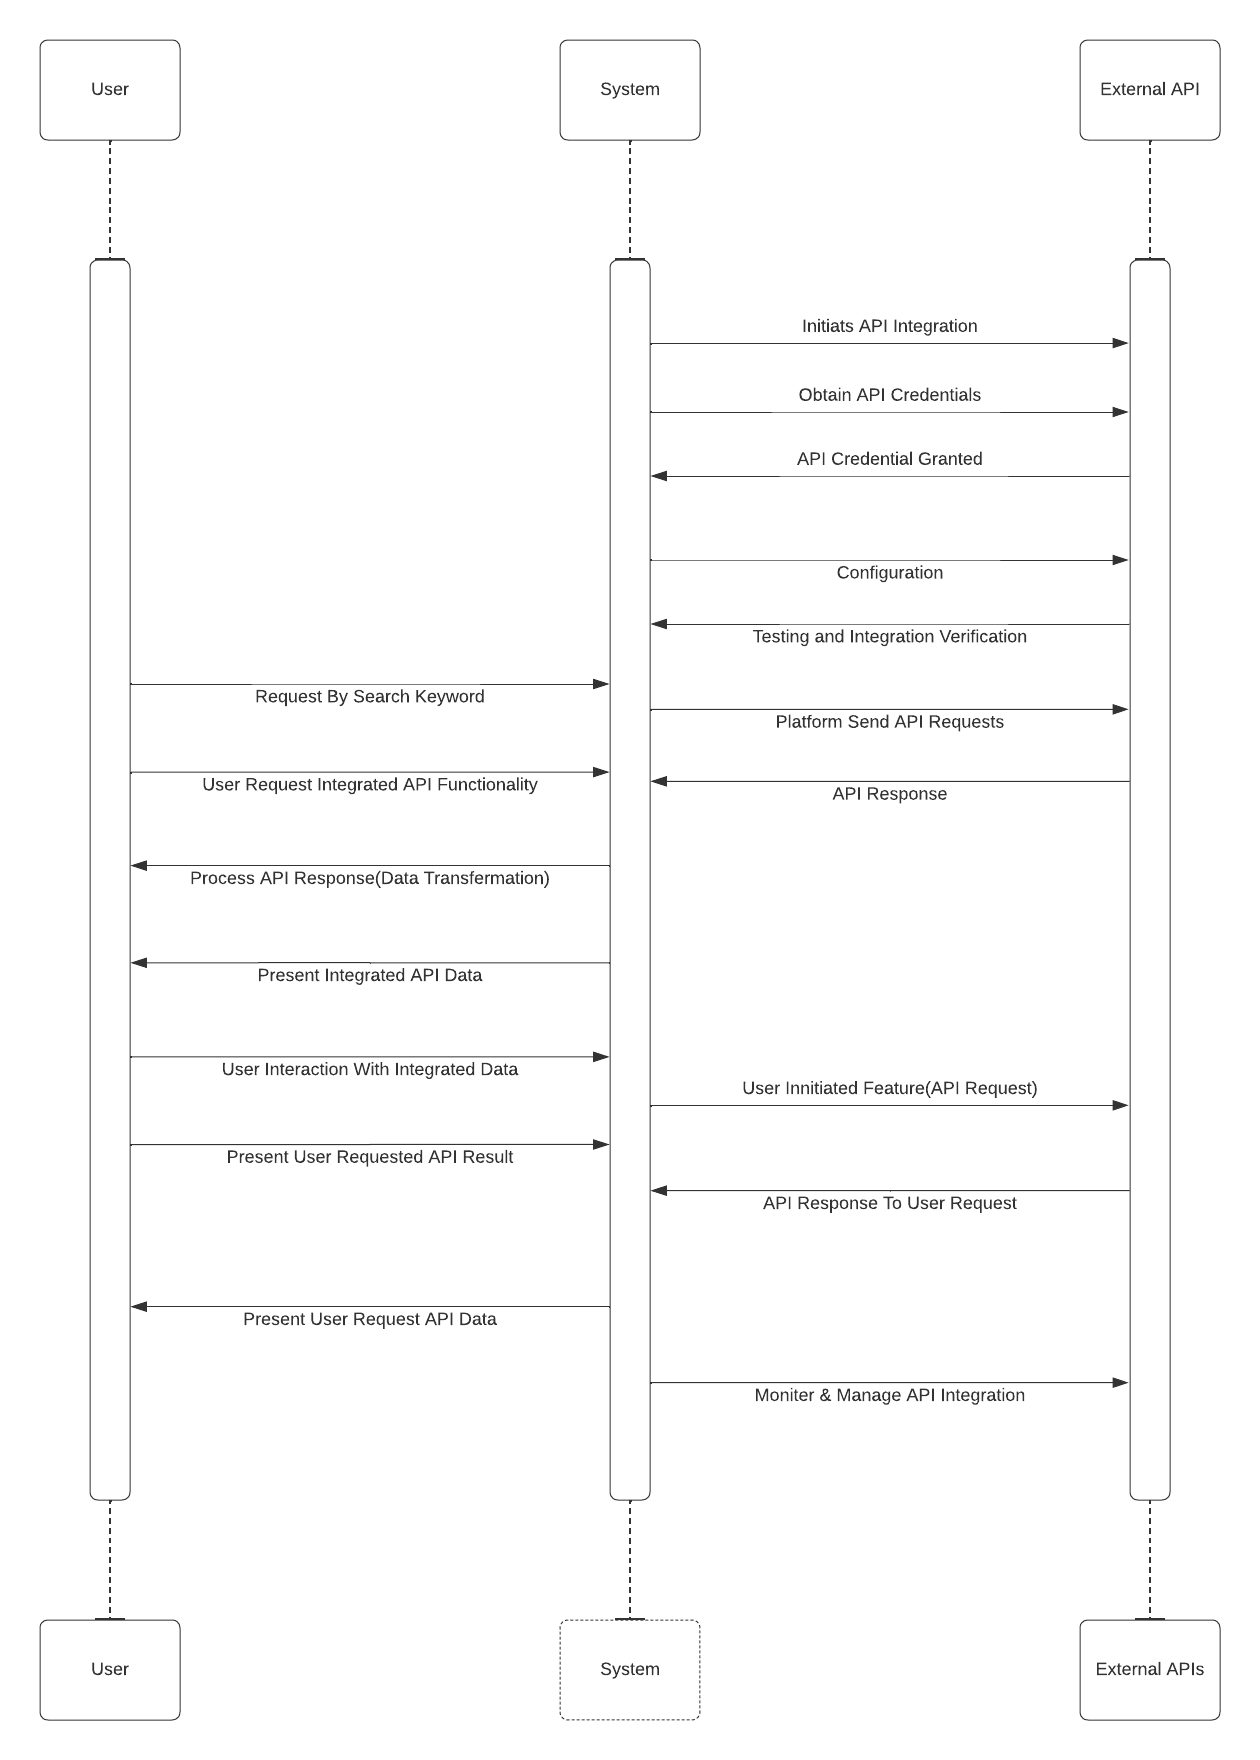 User
System
External API
Initiats API Integration
Obtain API Credentials
API Credential Granted
Configuration
Testing and Integration Verification
Request By Search Keyword
Platform Send API Requests
User Request Integrated API Functionality
API Response
Process API Response(Data Transfermation)
Present Integrated API Data
User Interaction With Integrated Data
User Innitiated Feature(API Request)
Present User Requested API Result
API Response To User Request
Present User Request API Data
Moniter & Manage API Integration
User
System
External APIs